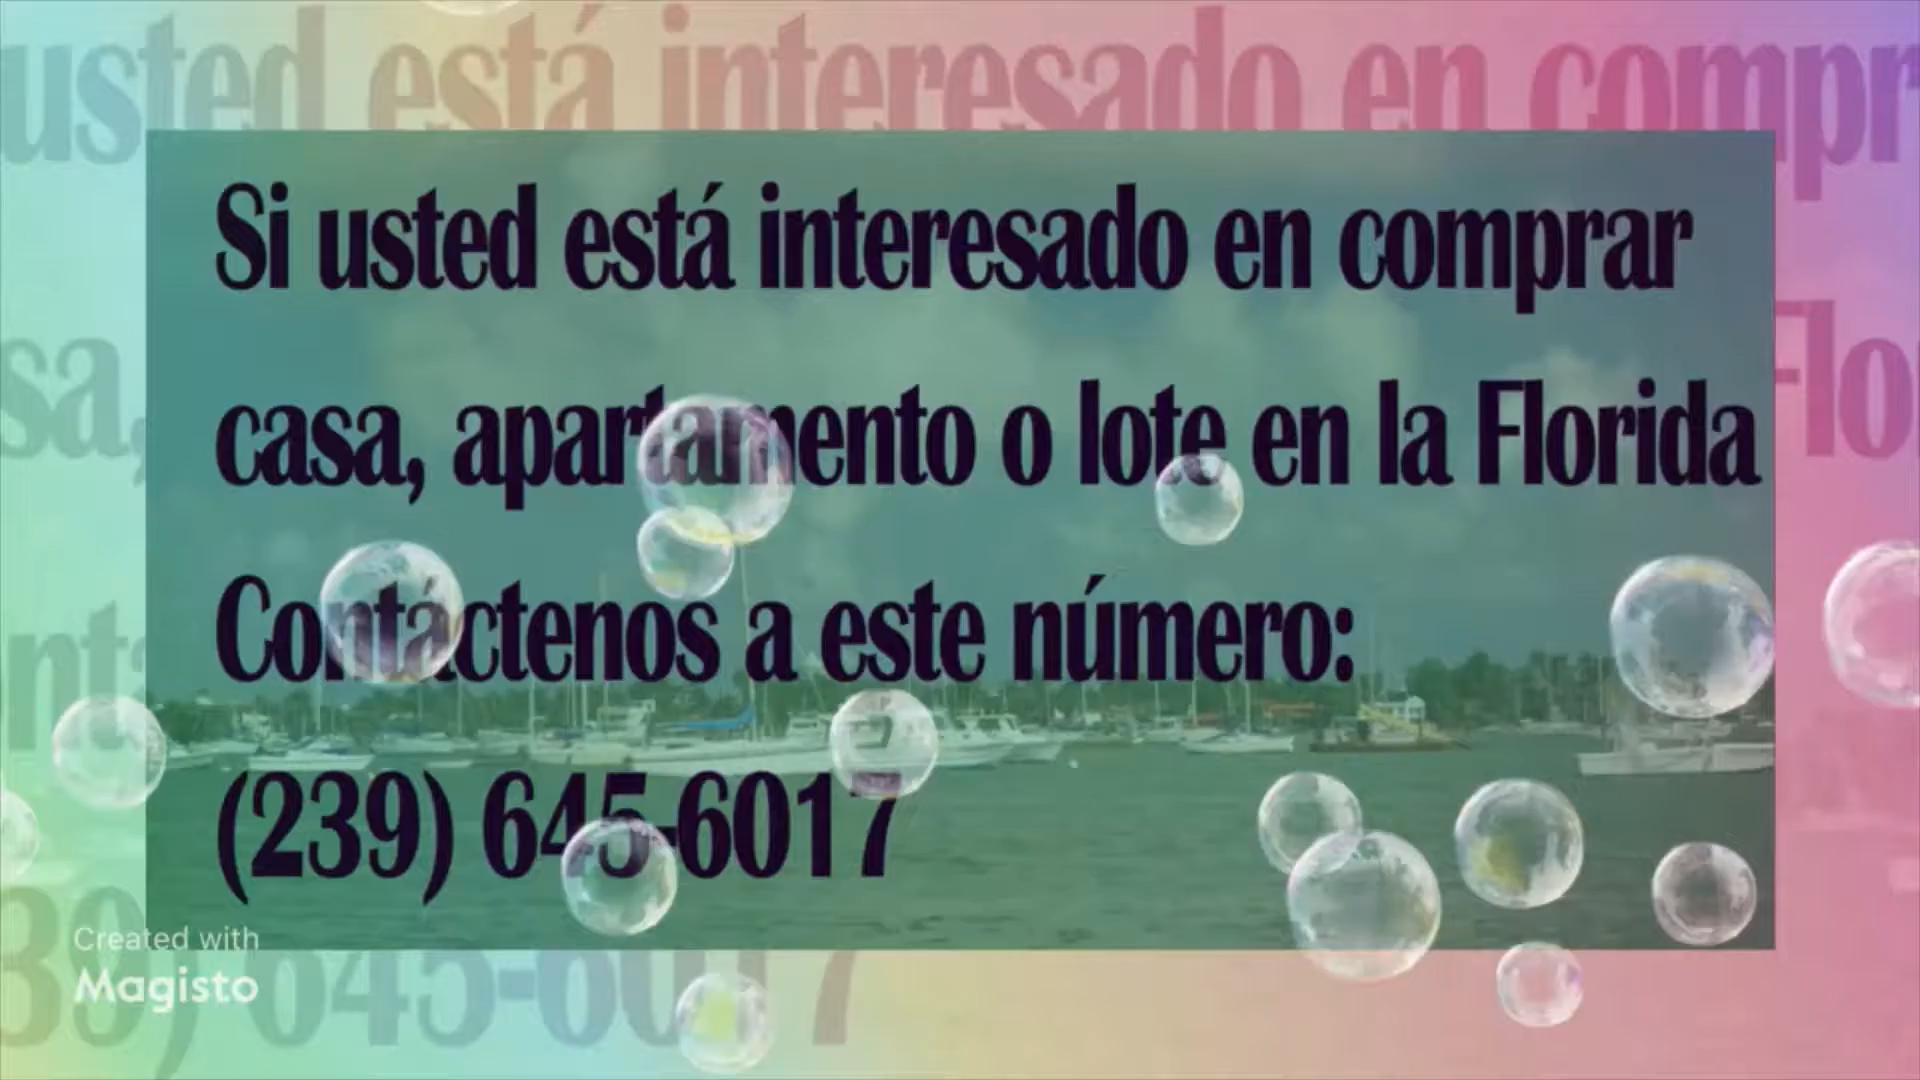 Si usted está interesado en comprar
casa, apartamento o lote en la Florida
Contáctenos a este número:
(239) 645-6017
Created with
Magisto